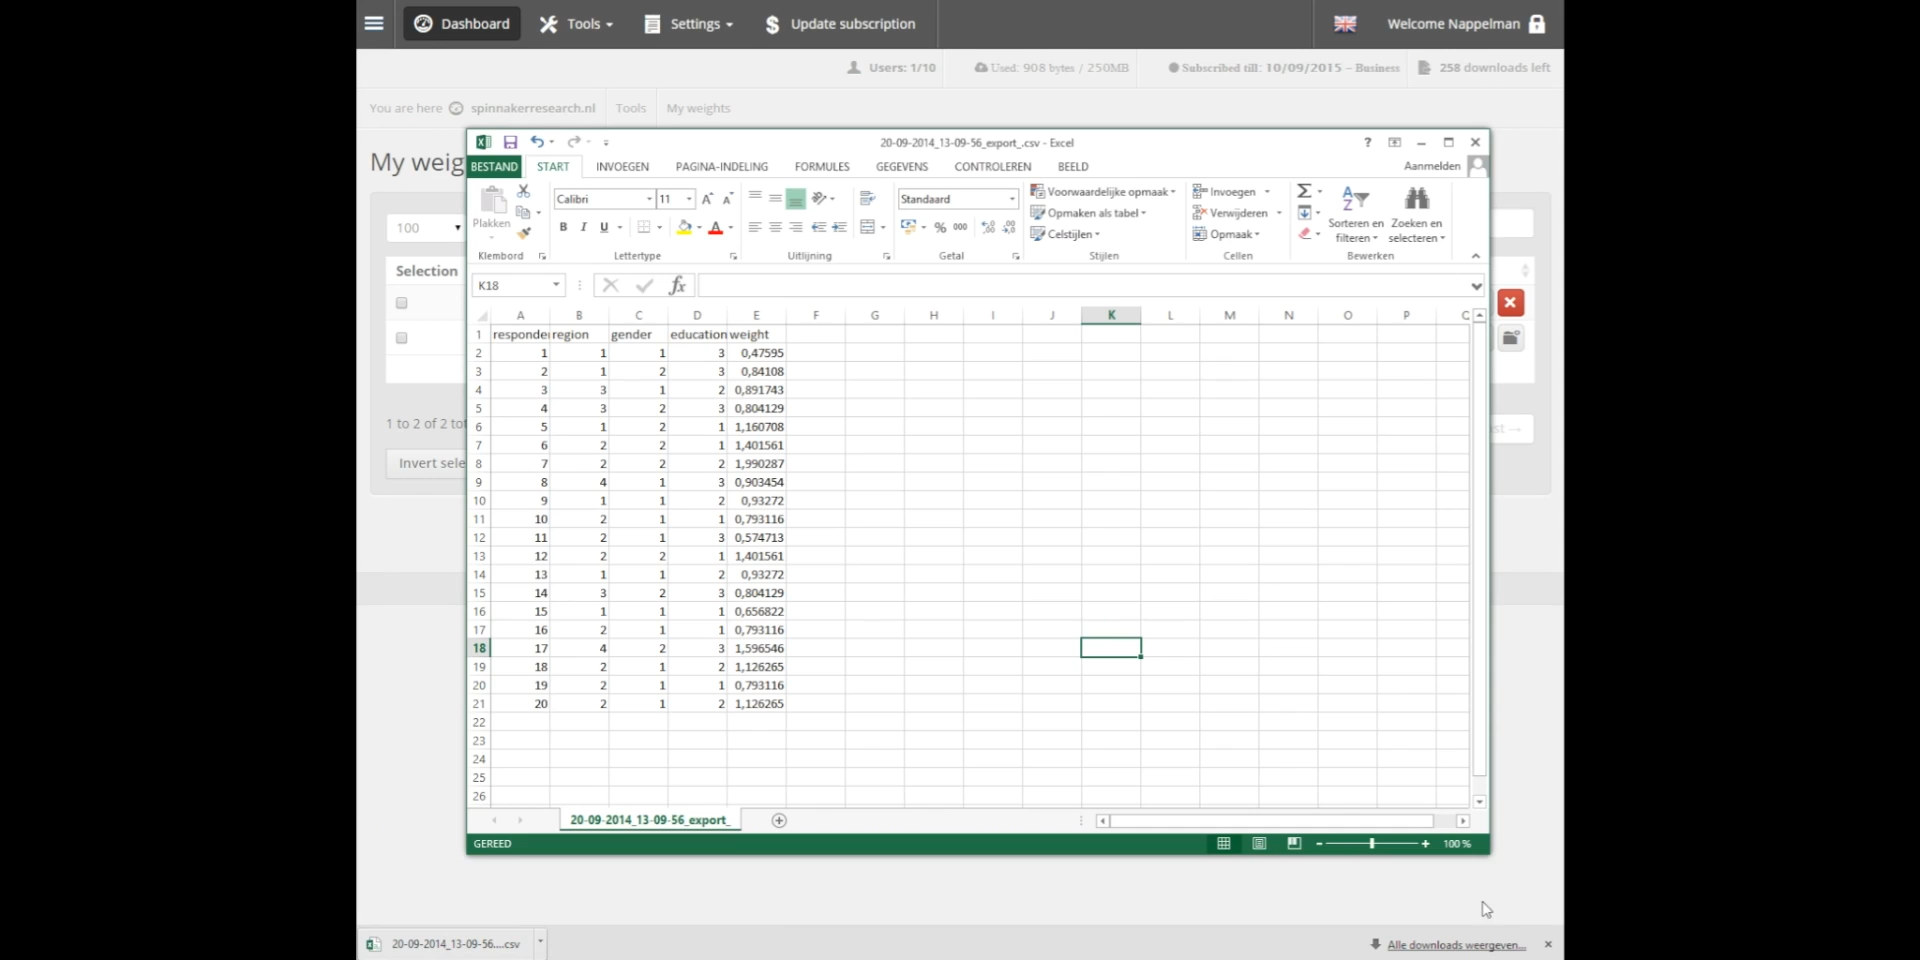 Dashboard Tools Settings Update subscription Welcome Nappelman
Users: 1/10 Used: 908 bytes / 250MB Subscribed till: 10/09/2015 – Business 258 downloads left
You are here spinnakerresearch.nl Tools My weights
20-09-2014_13-09-56_export_.csv - Excel
My weig
BESTAND START INVOEGEN PAGINA-INDELING FORMULES GEGEVENS CONTROLEREN BEELD Aanmelden
Plakken
Calibri 11
B I U
Standaard
% 000
Voorwaardelijke opmaak
Opmaken als tabel
Celstijlen
Invoegen
Verwijderen
Opmaak
Sorteren en filteren
Zoeken en selecteren
Klembord Lettertype Uitlijning Getal Stijlen Cellen Bewerken
100
Selection
1 to 2 of 2 tot
Invert sele
st →
K18 fx
A B C D E F G H I J K L M N O P Q
1 responde region gender education weight
2 1 1 1 3 0,47595
3 2 1 2 3 0,84108
4 3 3 1 2 0,891743
5 4 3 2 3 0,804129
6 5 1 2 1 1,160708
7 6 2 2 1 1,401561
8 7 2 2 2 1,990287
9 8 4 1 3 0,903454
10 9 1 1 2 0,93272
11 10 2 1 1 0,793116
12 11 2 1 3 0,574713
13 12 2 2 1 1,401561
14 13 1 1 2 0,93272
15 14 3 2 3 0,804129
16 15 1 1 1 0,656822
17 16 2 1 1 0,793116
18 17 4 2 3 1,596546
19 18 2 1 2 1,126265
20 19 2 1 1 0,793116
21 20 2 1 2 1,126265
22
23
24
25
26
20-09-2014_13-09-56_export_
GEREED 100 %
20-09-2014_13-09-56....csv Alle downloads weergeven...